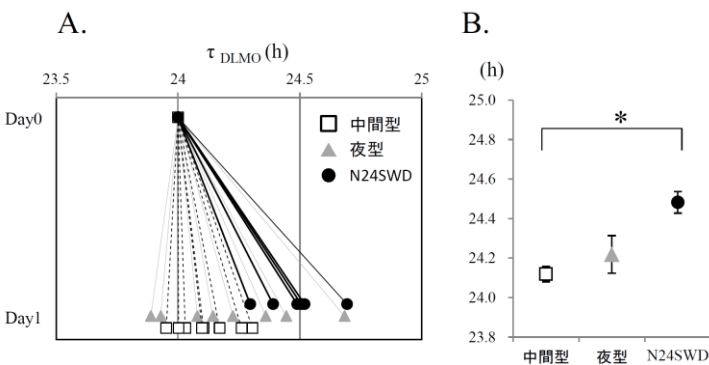 A.
τ DLMO (h)
23.5 24 24.5 25
Day0
Day1
中間型
夜型
N24SWD
B.
(h)
25.0
24.8
24.6
24.4
24.2
24.0
23.8
*
中間型 夜型 N24SWD